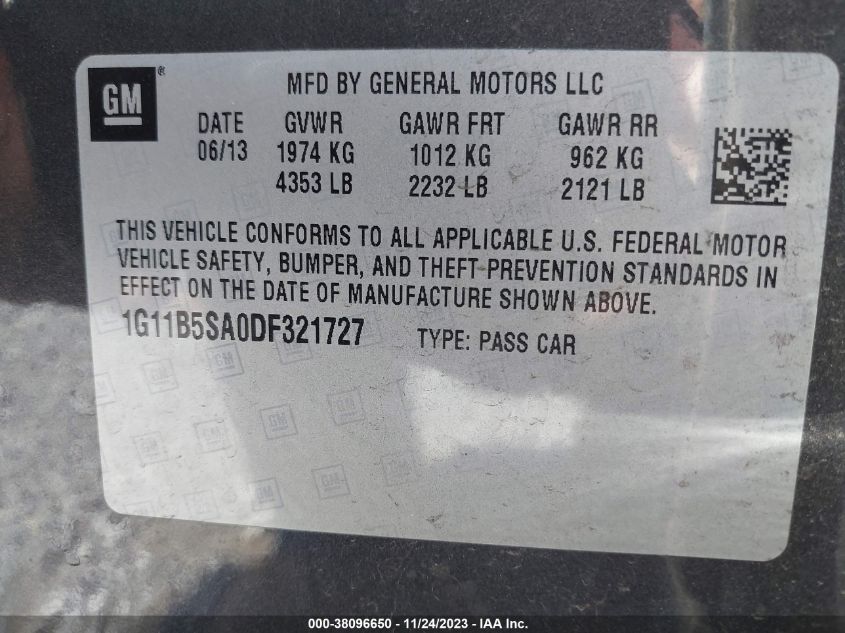 GM®
MFD BY GENERAL MOTORS LLC
DATE GVWR GAWR FRT GAWR RR
06/13 1974 KG 1012 KG 962 KG
4353 LB 2232 LB 2121 LB
THIS VEHICLE CONFORMS TO ALL APPLICABLE U.S. FEDERAL MOTOR
VEHICLE SAFETY, BUMPER, AND THEFT PREVENTION STANDARDS IN
EFFECT ON THE DATE OF MANUFACTURE SHOWN ABOVE.
1G11B5SA0DF321727 TYPE: PASS CAR
000-38096650 - 11/24/2023 - IAA Inc.